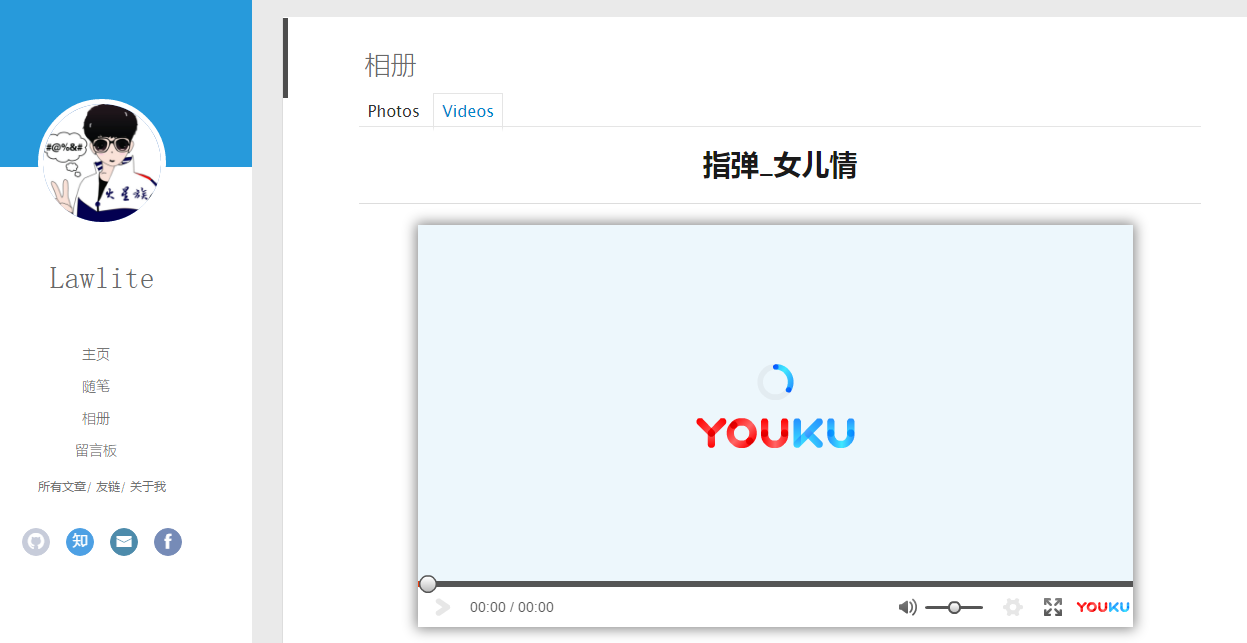 #@%&#
火星族
Lawlite
主页
随笔
相册
留言板
所有文章/ 友链/ 关于我
知
f
相册
Photos Videos
指弹_女儿情
YOUKU
00:00 / 00:00
YOUKU